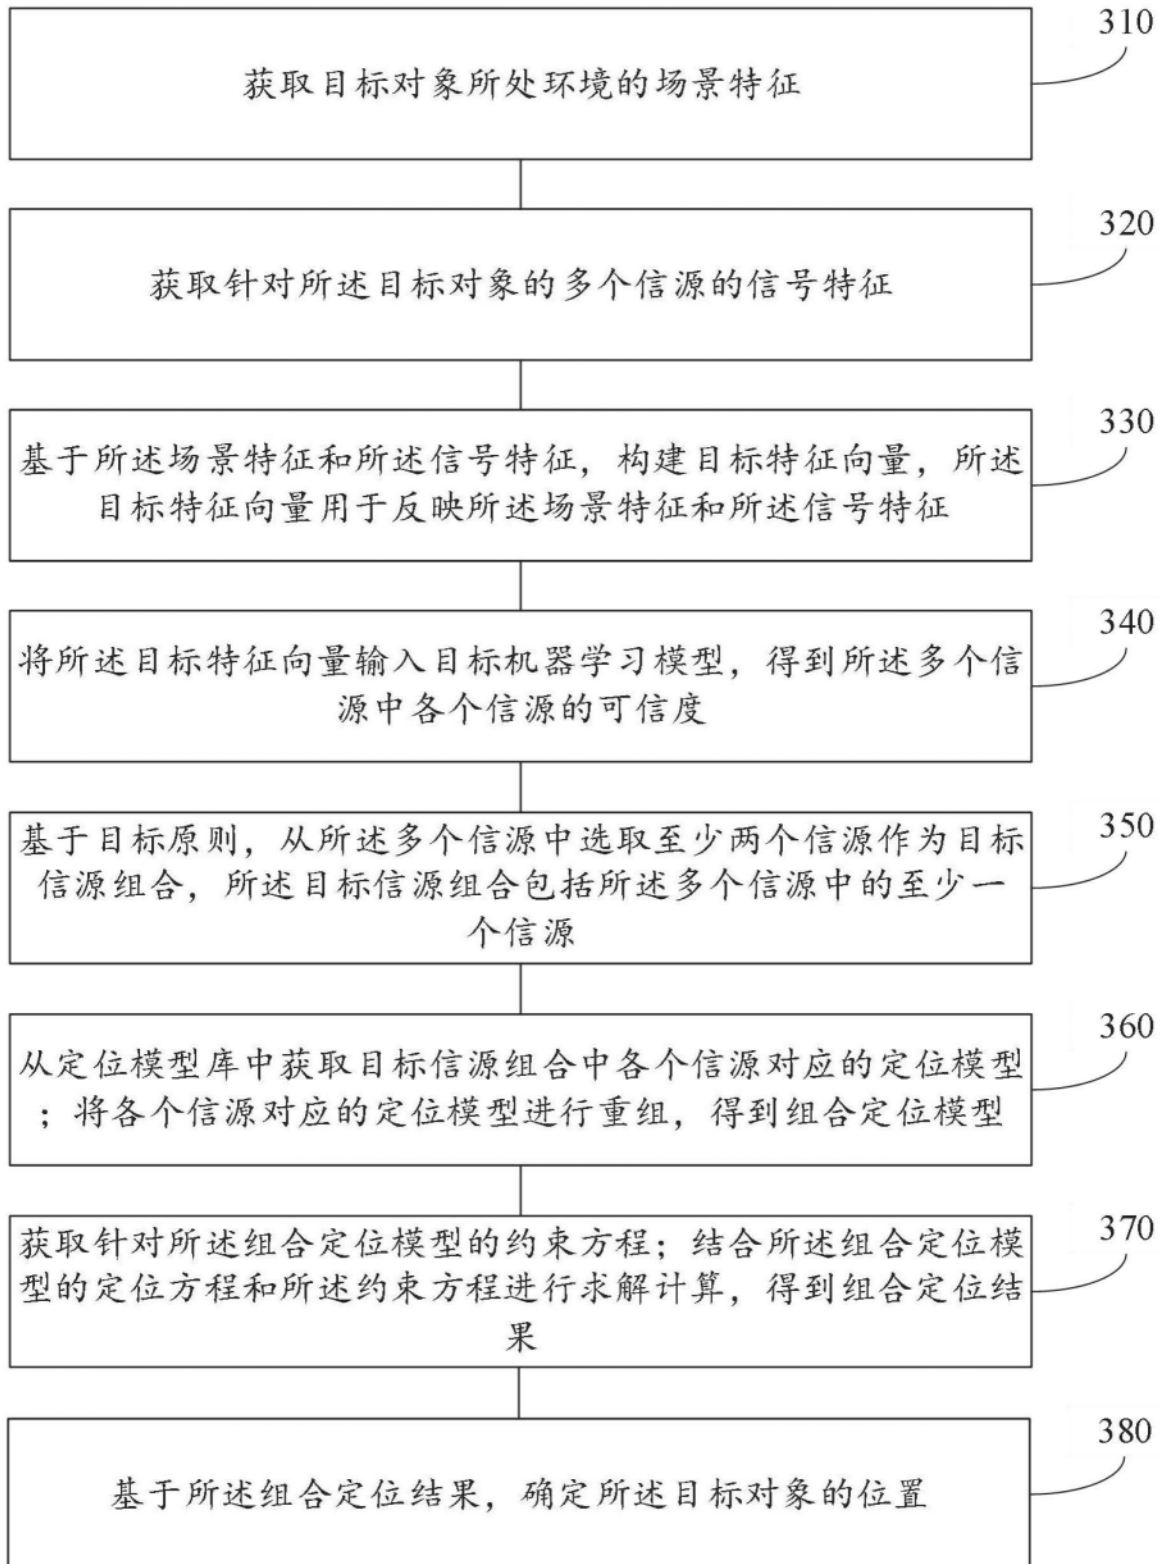 310
获取目标对象所处环境的场景特征
320
获取针对所述目标对象的多个信源的信号特征
330
基于所述场景特征和所述信号特征，构建目标特征向量，所述
目标特征向量用于反映所述场景特征和所述信号特征
340
将所述目标特征向量输入目标机器学习模型，得到所述多个信
源中各个信源的可信度
350
基于目标原则，从所述多个信源中选取至少两个信源作为目标
信源组合，所述目标信源组合包括所述多个信源中的至少一
个信源
360
从定位模型库中获取目标信源组合中各个信源对应的定位模型
；将各个信源对应的定位模型进行重组，得到组合定位模型
370
获取针对所述组合定位模型的约束方程；结合所述组合定位模
型的定位方程和所述约束方程进行求解计算，得到组合定位结
果
380
基于所述组合定位结果，确定所述目标对象的位置